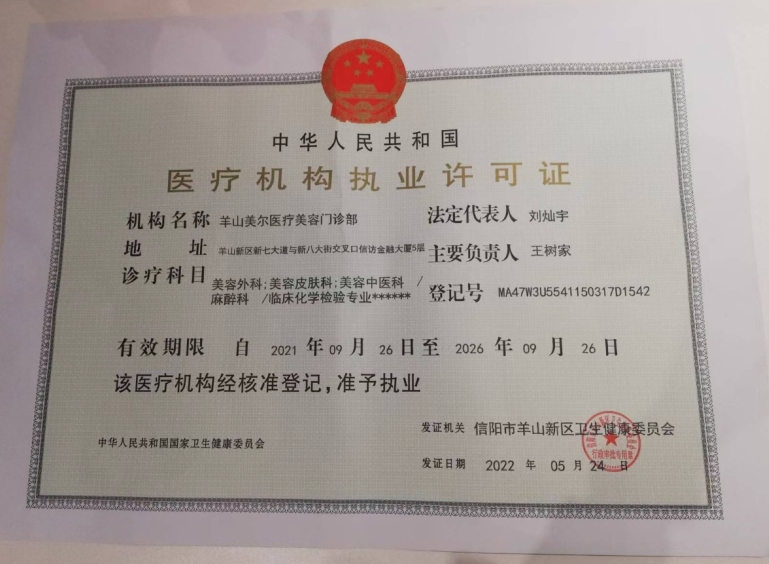 中华人民共和国
医疗机构执业许可证
机构名称 羊山美尔医疗美容门诊部
法定代表人 刘灿宇
地 址 羊山新区新七大道与新八大街交叉口信访金融大厦5层
主要负责人 王树家
诊疗科目 美容外科;美容皮肤科;美容中医科 /
麻醉科 /临床化学检验专业******
登记号 MA47W3U5541150317D1542
有效期限 自 2021 年 09 月 26 日至 2026 年 09 月 26 日
该医疗机构经核准登记,准予执业
发证机关 信阳市羊山新区卫生健康委员会
中华人民共和国国家卫生健康委员会
发证日期 2022 年 05 月 24 日
行政审批专用章